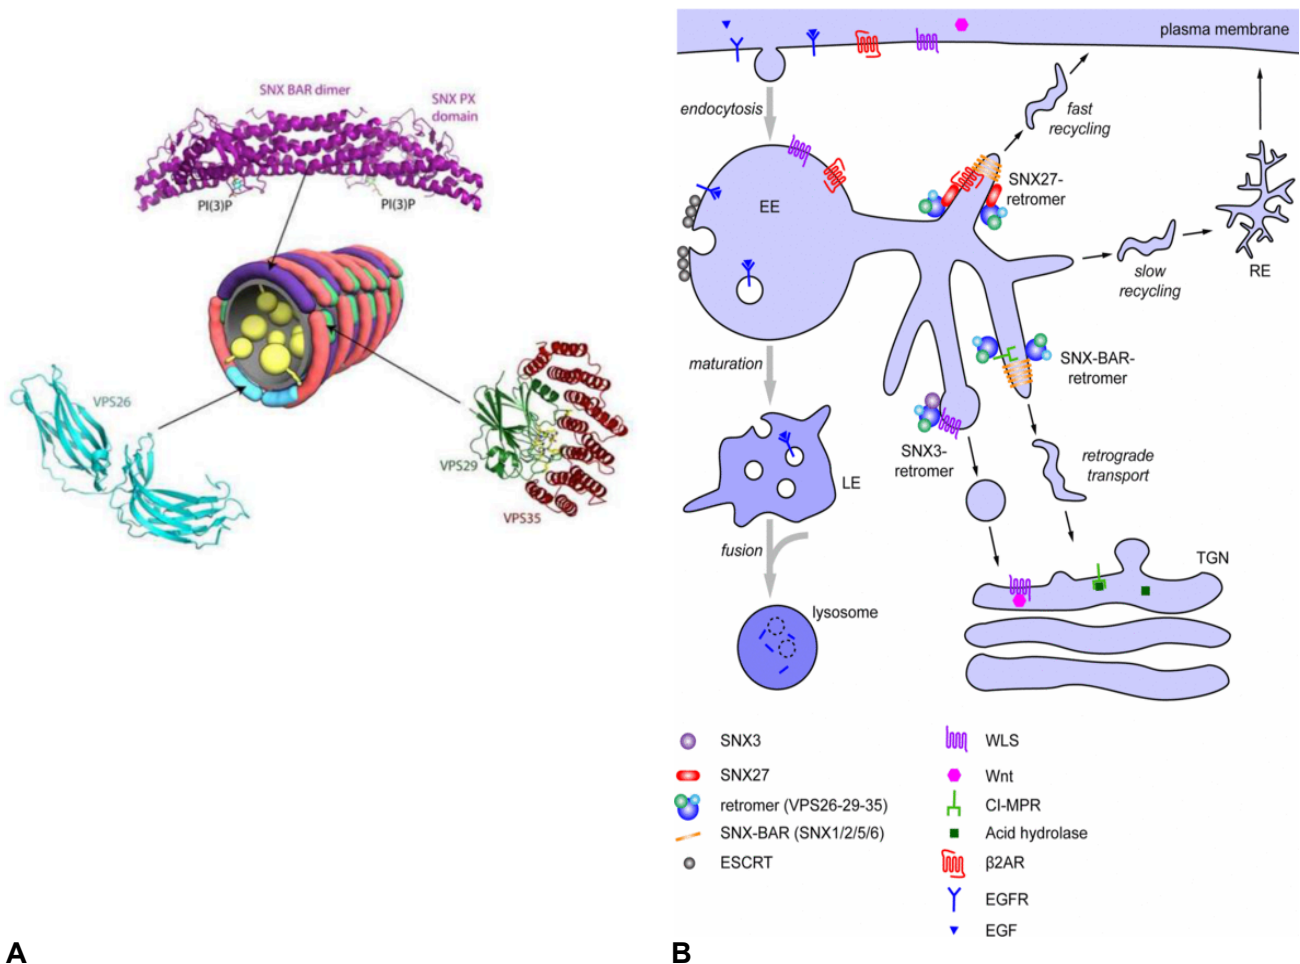 SNX BAR dimer
SNX PX
domain
PI(3)P
PI(3)P
VPS26
VPS29
VPS35
A
plasma membrane
endocytosis
fast
recycling
WLS
EE
SNX27-
retromer
slow
recycling
RE
maturation
SNX-BAR-
retromer
SNX3-
retromer
retrograde
transport
LE
fusion
TGN
lysosome
SNX3
SNX27
retromer (VPS26-29-35)
SNX-BAR (SNX1/2/5/6)
ESCRT
WLS
Wnt
CI-MPR
Acid hydrolase
β2AR
EGFR
EGF
B